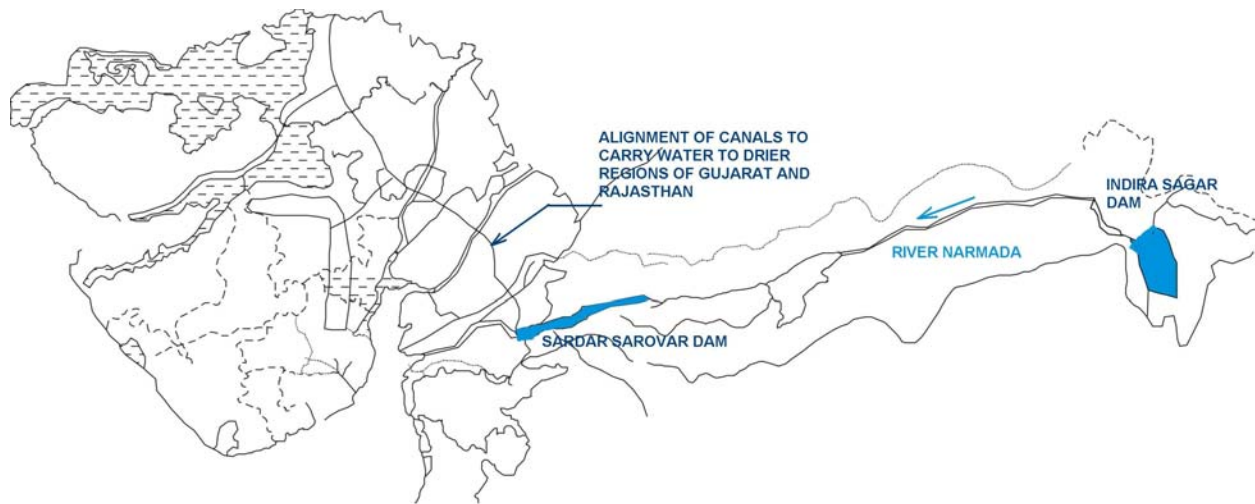 ALIGNMENT OF CANALS TO
CARRY WATER TO DRIER
REGIONS OF GUJARAT AND
RAJASTHAN
INDIRA SAGAR
DAM
RIVER NARMADA
SARDAR SAROVAR DAM